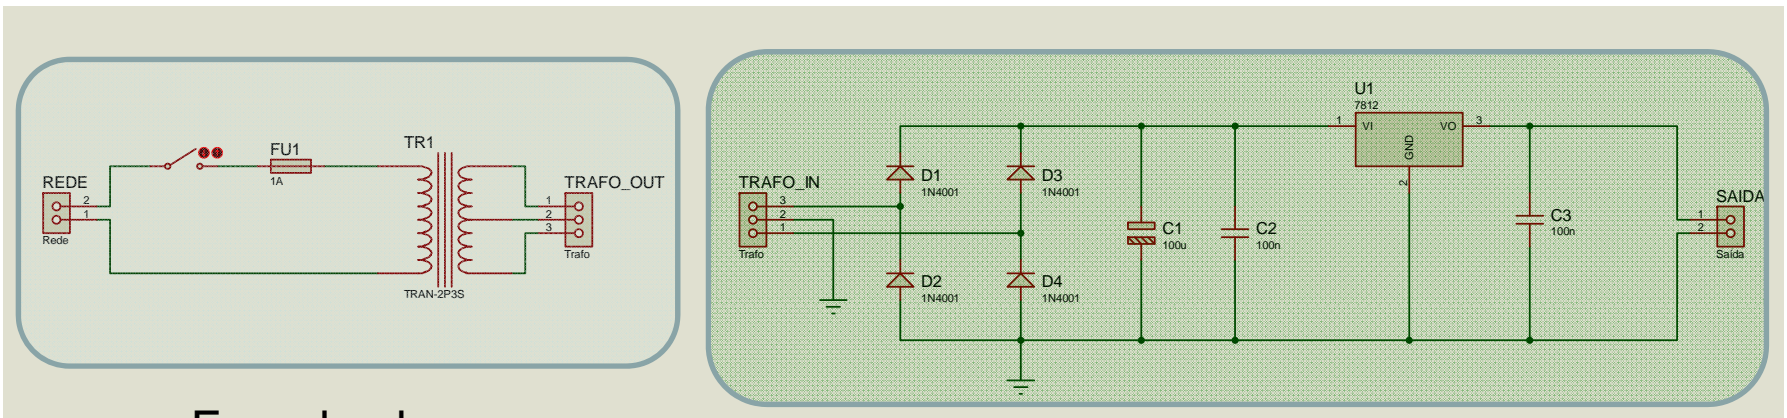 REDE
2
1
Rede
FU1
1A
TR1
TRAN-2P3S
TRAFO_OUT
1
2
3
Trafo
TRAFO_IN
3
2
1
Trafo
D1
1N4001
D2
1N4001
D3
1N4001
D4
1N4001
C1
100u
C2
100n
U1
7812
1
VI
VO
3
GND
2
C3
100n
SAIDA
1
2
Saida